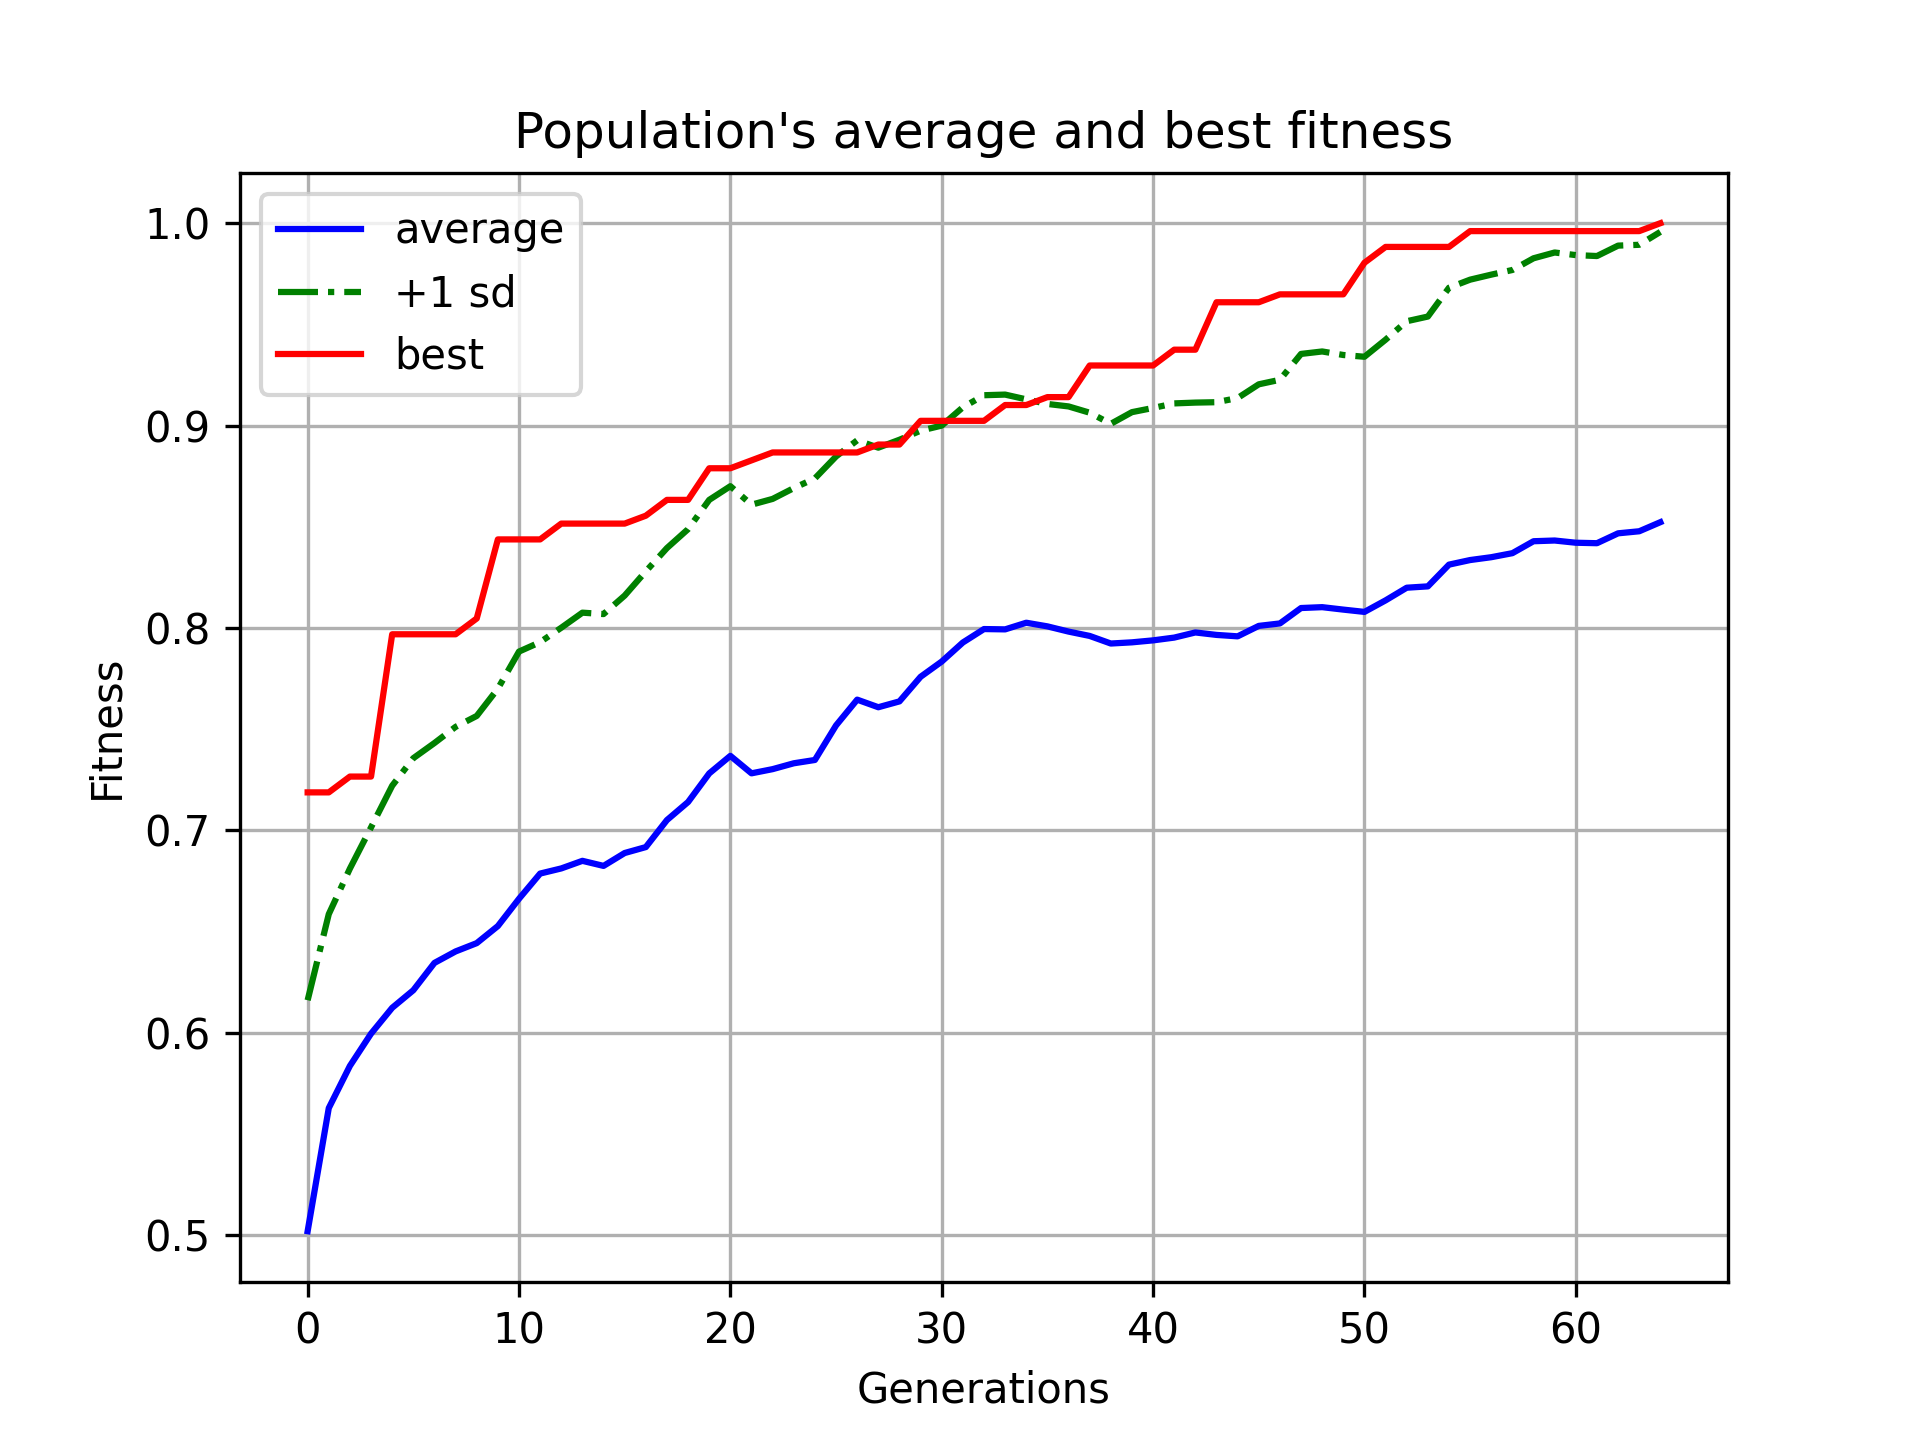 Population's average and best fitness
average
+1 sd
best
1.0
0.9
0.8
0.7
0.6
0.5
Fitness
0 10 20 30 40 50 60
Generations